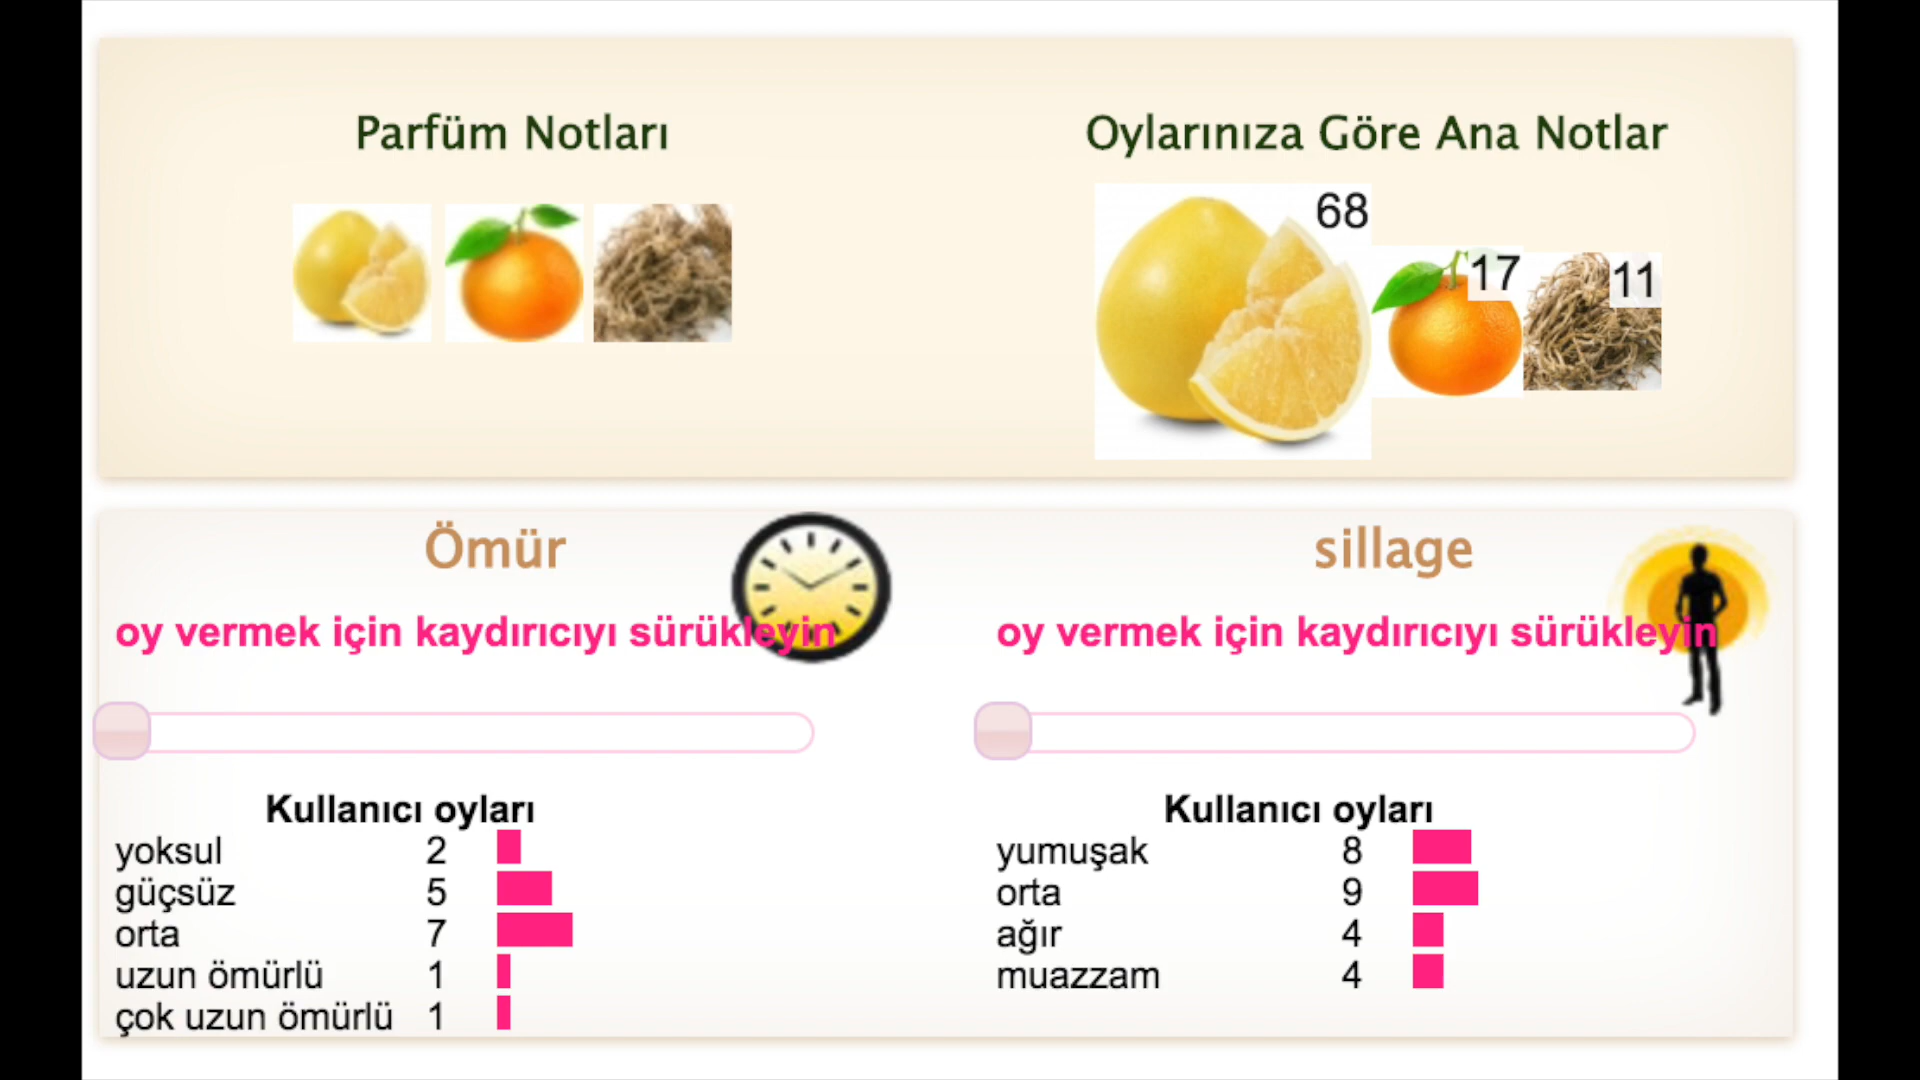 Parfüm Notları
Oylarınıza Göre Ana Notlar
68
17
11
Ömür
oy vermek için kaydırıcıyı sürükleyin
Kullanıcı oyları
yoksul 2
güçsüz 5
orta 7
uzun ömürlü 1
çok uzun ömürlü 1
sillage
oy vermek için kaydırıcıyı sürükleyin
Kullanıcı oyları
yumuşak 8
orta 9
ağır 4
muazzam 4